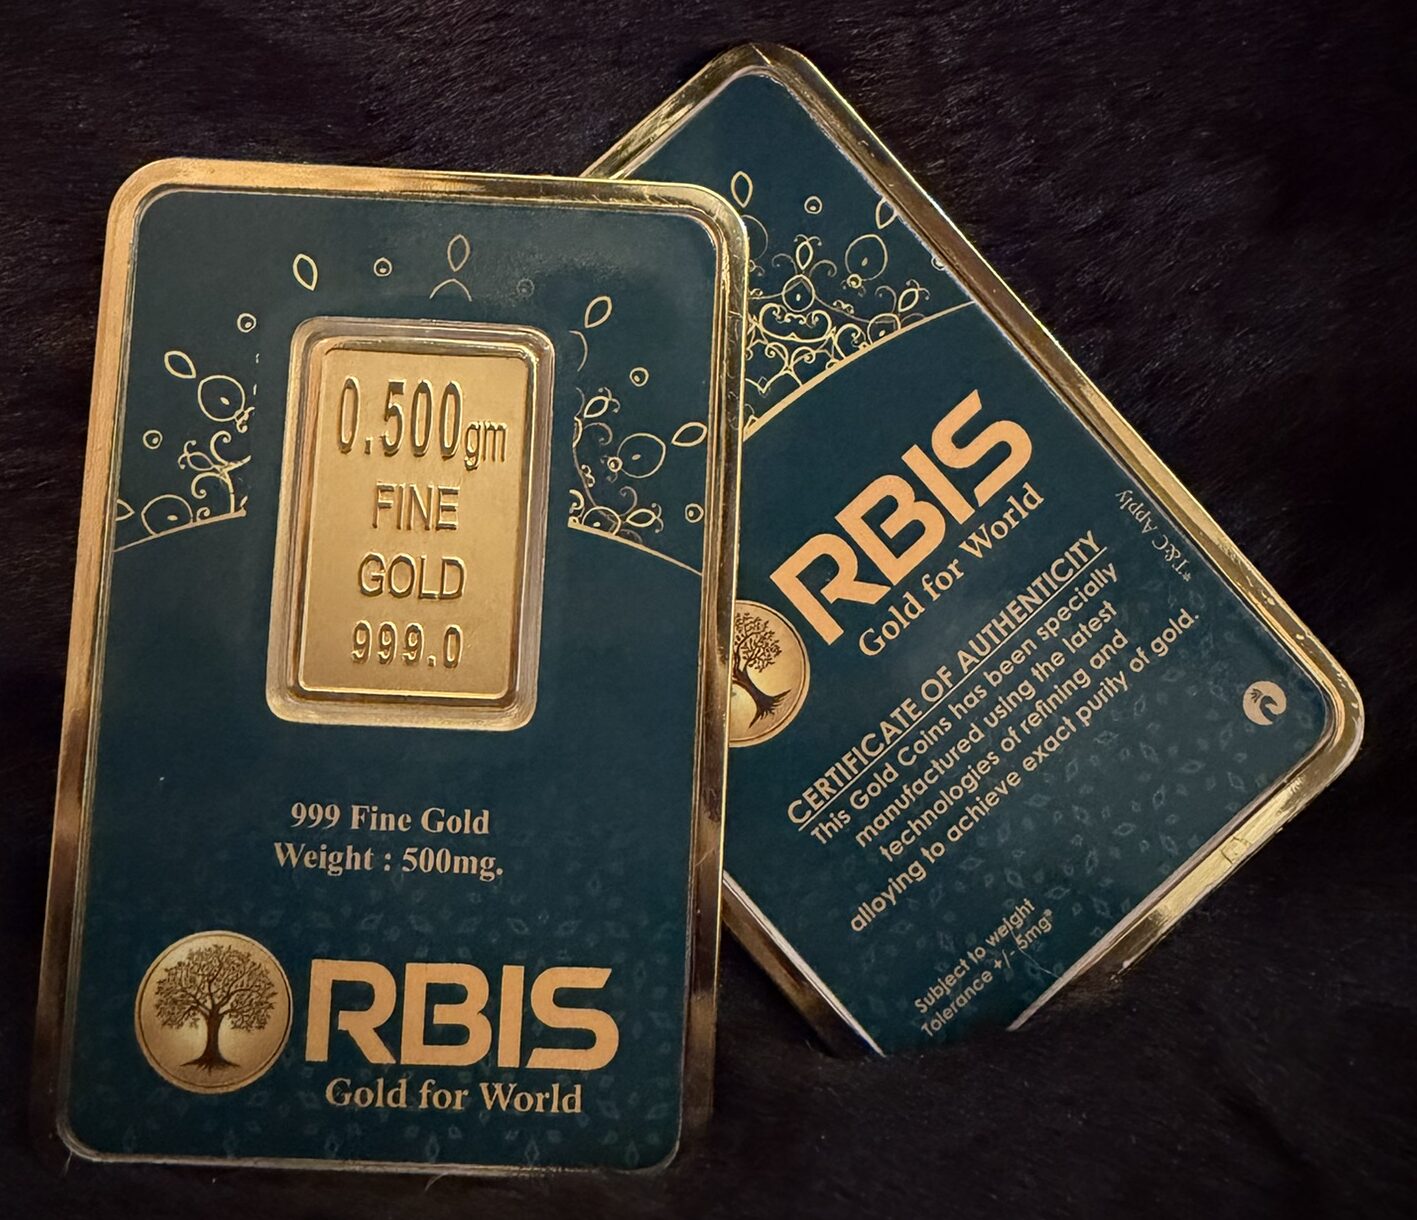 0.500gm
FINE
GOLD
999.0
999 Fine Gold
Weight : 500mg.
RBIS
Gold for World
RBIS
Gold for World
CERTIFICATE OF AUTHENTICITY
This Gold Coins has been specially
manufactured using the latest
technologies of refining and
alloying to achieve exact purity of gold.
Subject to weight
Tolerance +/- 5mg*
*T&C Apply